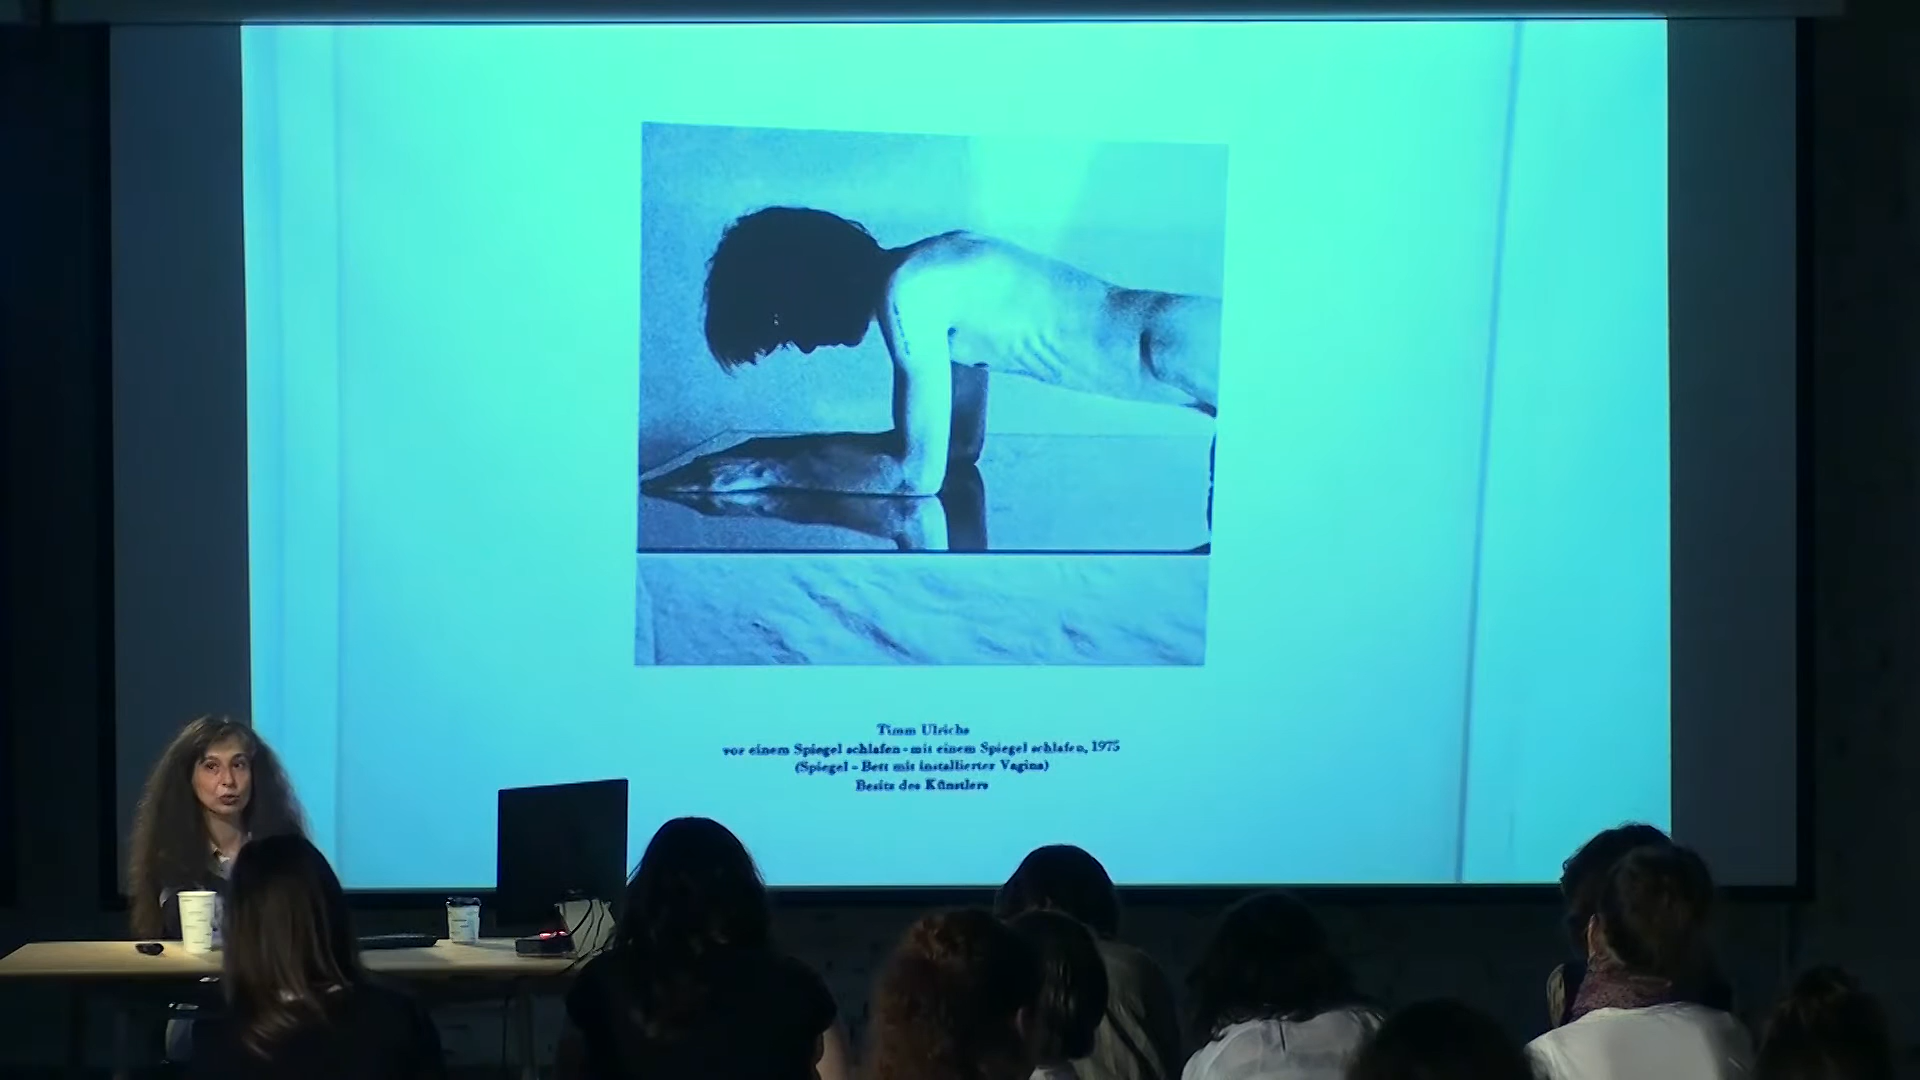 Timm Ulrichs
vor einem Spiegel schlafen - mit einem Spiegel schlafen, 1975
(Spiegel - Bett mit installierter Vagina)
Besitz des Künstlers